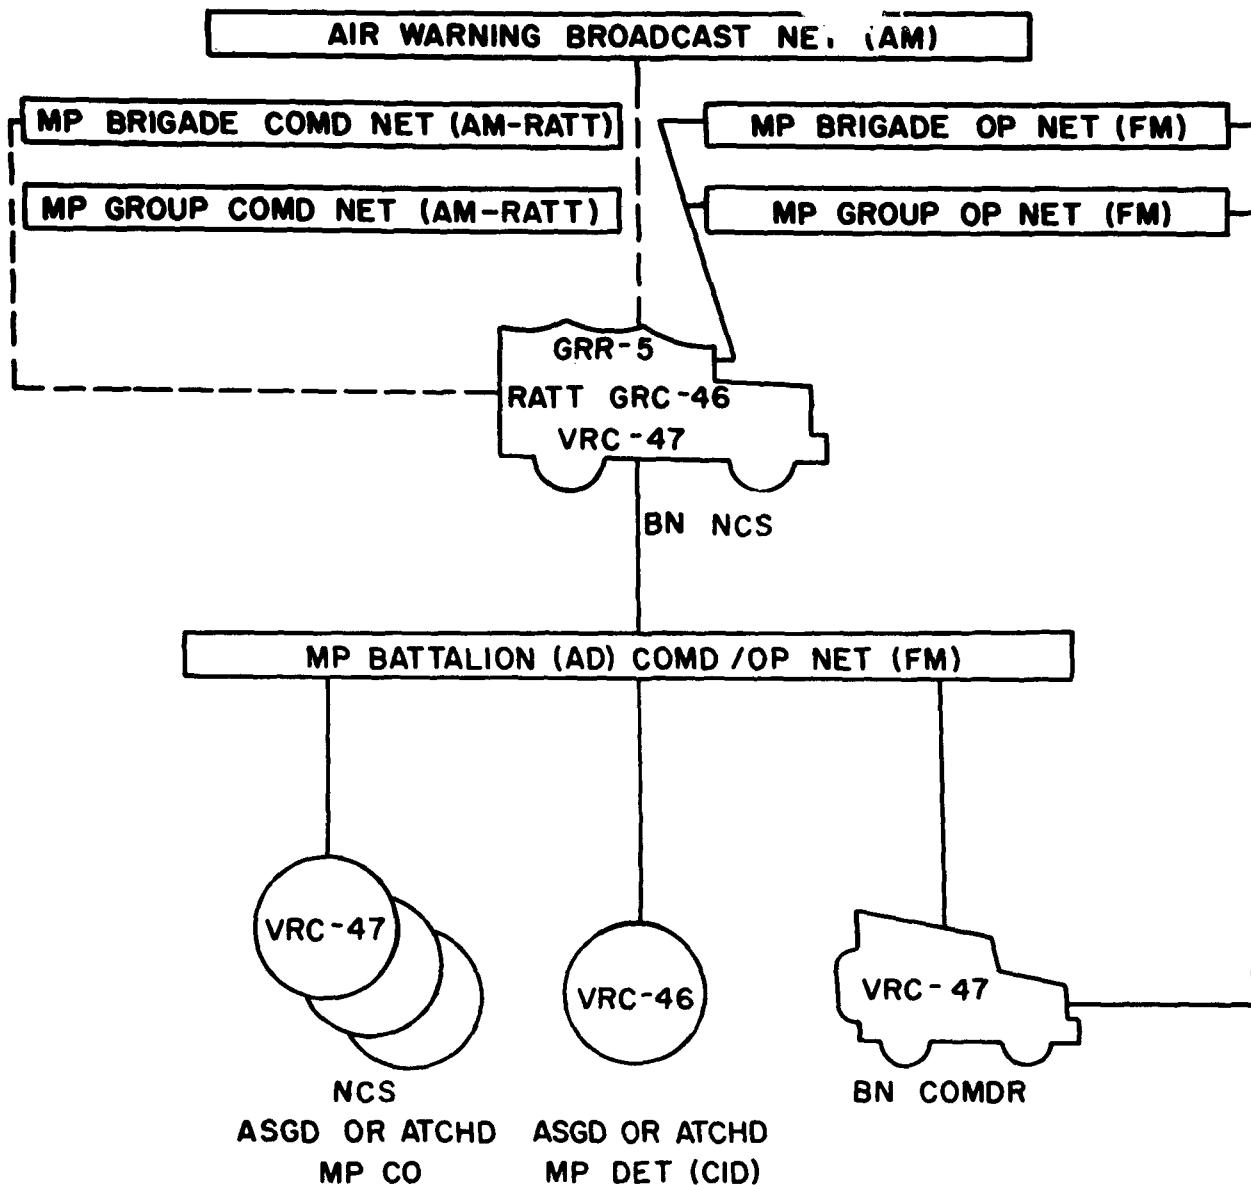 AIR WARNING BROADCAST NET (AM)
MP BRIGADE COMD NET (AM-RATT)
MP BRIGADE OP NET (FM)
MP GROUP COMD NET (AM-RATT)
MP GROUP OP NET (FM)
GRR-5
RATT GRC-46
VRC-47
BN NCS
MP BATTALION (AD) COMD/OP NET (FM)
VRC-47
VRC-46
VRC-47
NCS
ASGD OR ATCHD
MP CO
ASGD OR ATCHD
MP DET (CID)
BN COMDR